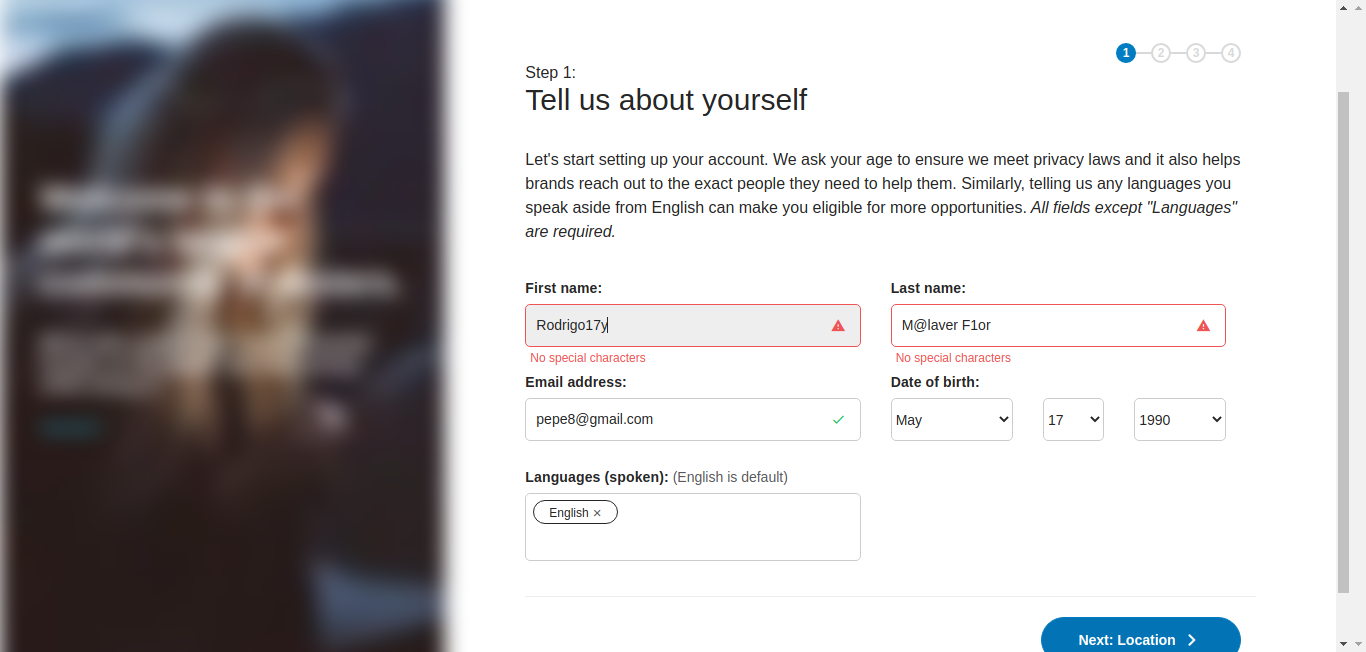 1 2 3 4
Step 1:
Tell us about yourself
Let's start setting up your account. We ask your age to ensure we meet privacy laws and it also helps
brands reach out to the exact people they need to help them. Similarly, telling us any languages you
speak aside from English can make you eligible for more opportunities. All fields except "Languages"
are required.
First name: Last name:
Rodrigo17y M@laver F1or
No special characters No special characters
Email address: Date of birth:
pepe8@gmail.com May 17 1990
Languages (spoken): (English is default)
English ×
Next: Location